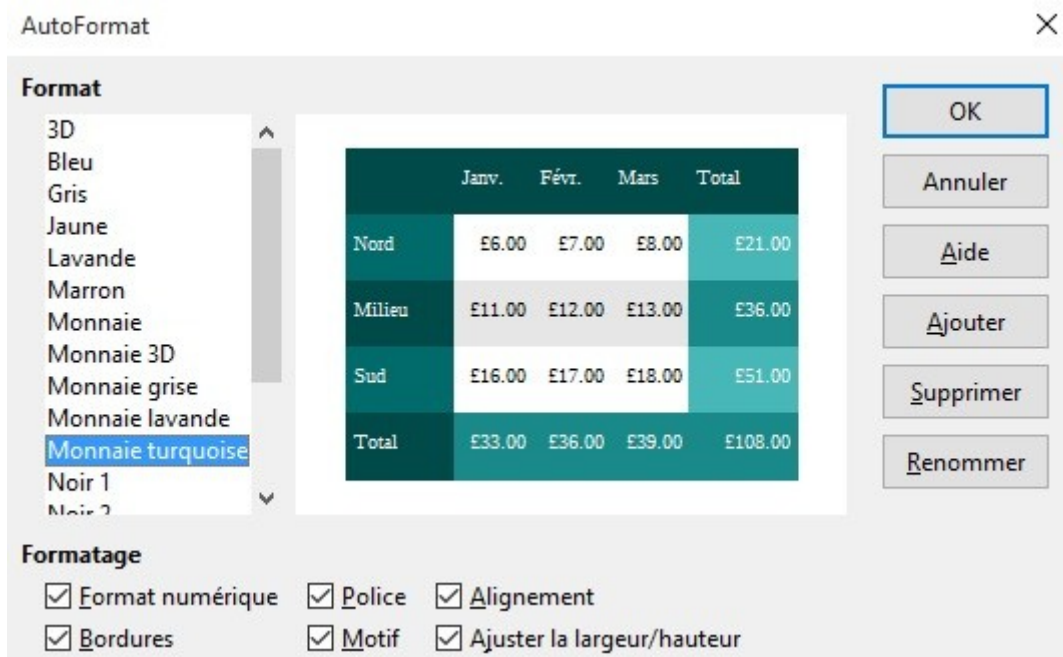 AutoFormat
Format
3D
Bleu
Gris
Jaune
Lavande
Marron
Monnaie
Monnaie 3D
Monnaie grise
Monnaie lavande
Monnaie turquoise
Noir 1
Noir 2
Janv. Févr. Mars Total
Nord £6.00 £7.00 £8.00 £21.00
Milieu £11.00 £12.00 £13.00 £36.00
Sud £16.00 £17.00 £18.00 £51.00
Total £33.00 £36.00 £39.00 £108.00
OK
Annuler
Aide
Ajouter
Supprimer
Renommer
Formatage
Format numérique Police Alignement
Bordures Motif Ajuster la largeur/hauteur